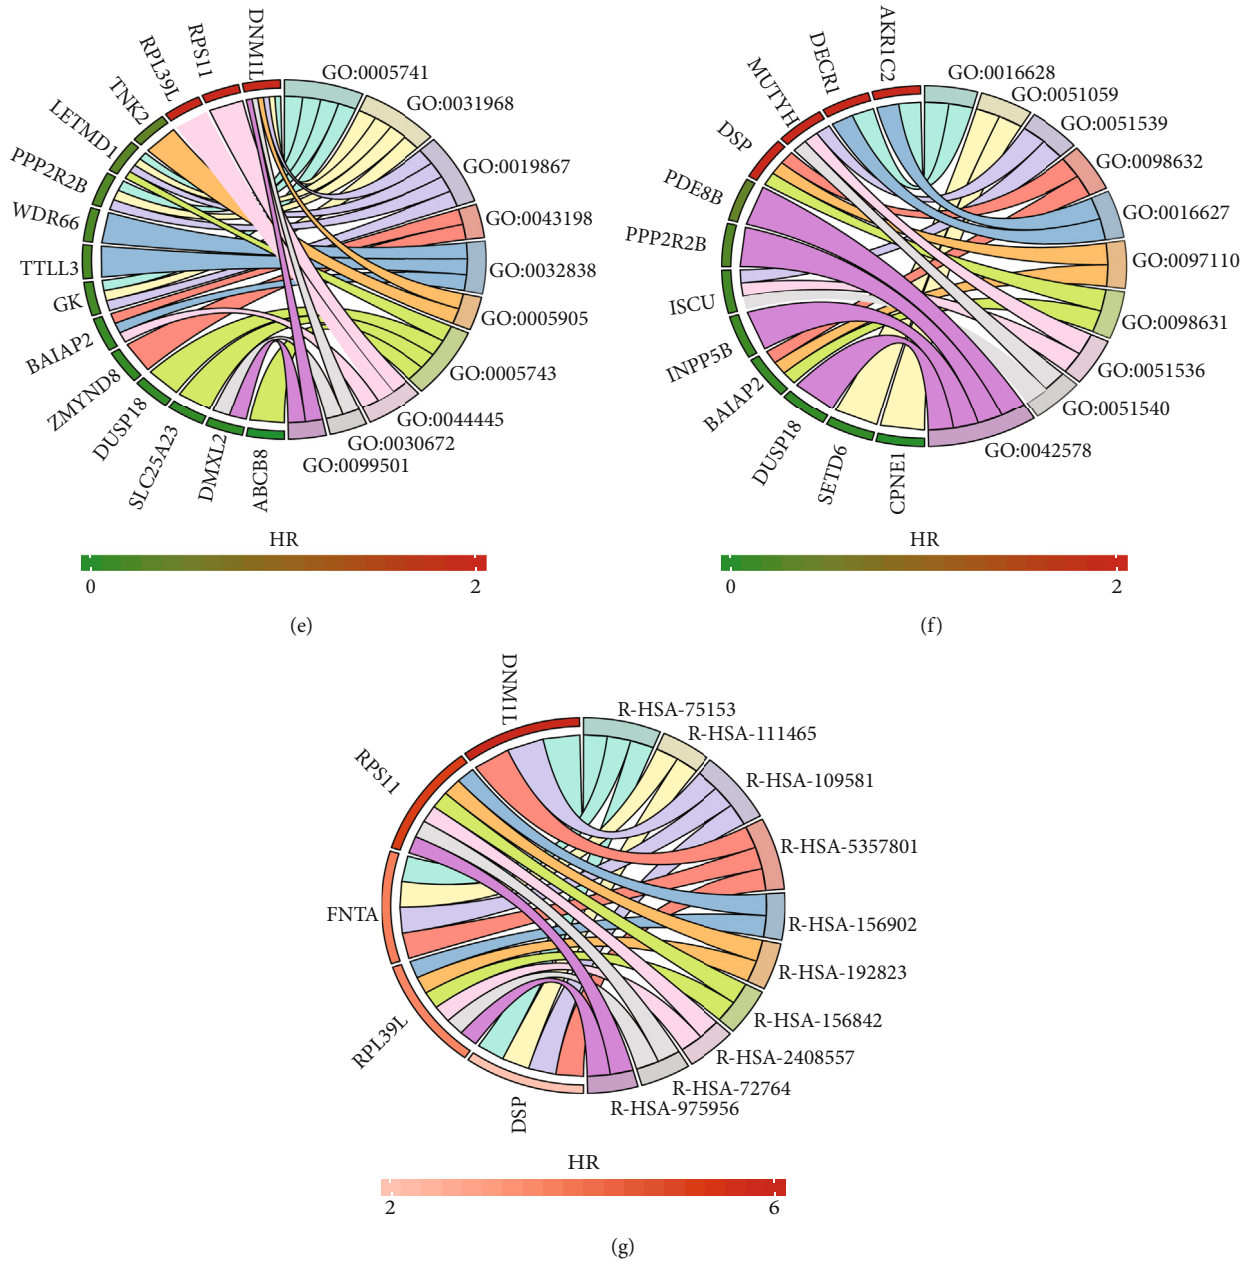 DNM1L
RPS11
RPL39L
TNK2
LETMD1
PPP2R2B
WDR66
TTLL3
GK
BAIAP2
ZMYND8
DUSP18
SLC25A23
DMXL2
ABCB8
GO:0005741
GO:0031968
GO:0019867
GO:0043198
GO:0032838
GO:0005905
GO:0005743
GO:0044445
GO:0030672
GO:0099501
HR
0 2
(e)
AKR1C2
DECR1
MUTYH
DSP
PDE8B
PPP2R2B
ISCU
INPP5B
BAIAP2
DUSP18
SETD6
CPNE1
GO:0016628
GO:0051059
GO:0051539
GO:0098632
GO:0016627
GO:0097110
GO:0098631
GO:0051536
GO:0051540
GO:0042578
HR
0 2
(f)
DNM1L
RPS11
FNTA
RPL39L
DSP
R-HSA-75153
R-HSA-111465
R-HSA-109581
R-HSA-5357801
R-HSA-156902
R-HSA-192823
R-HSA-156842
R-HSA-2408557
R-HSA-72764
R-HSA-975956
HR
2 6
(g)